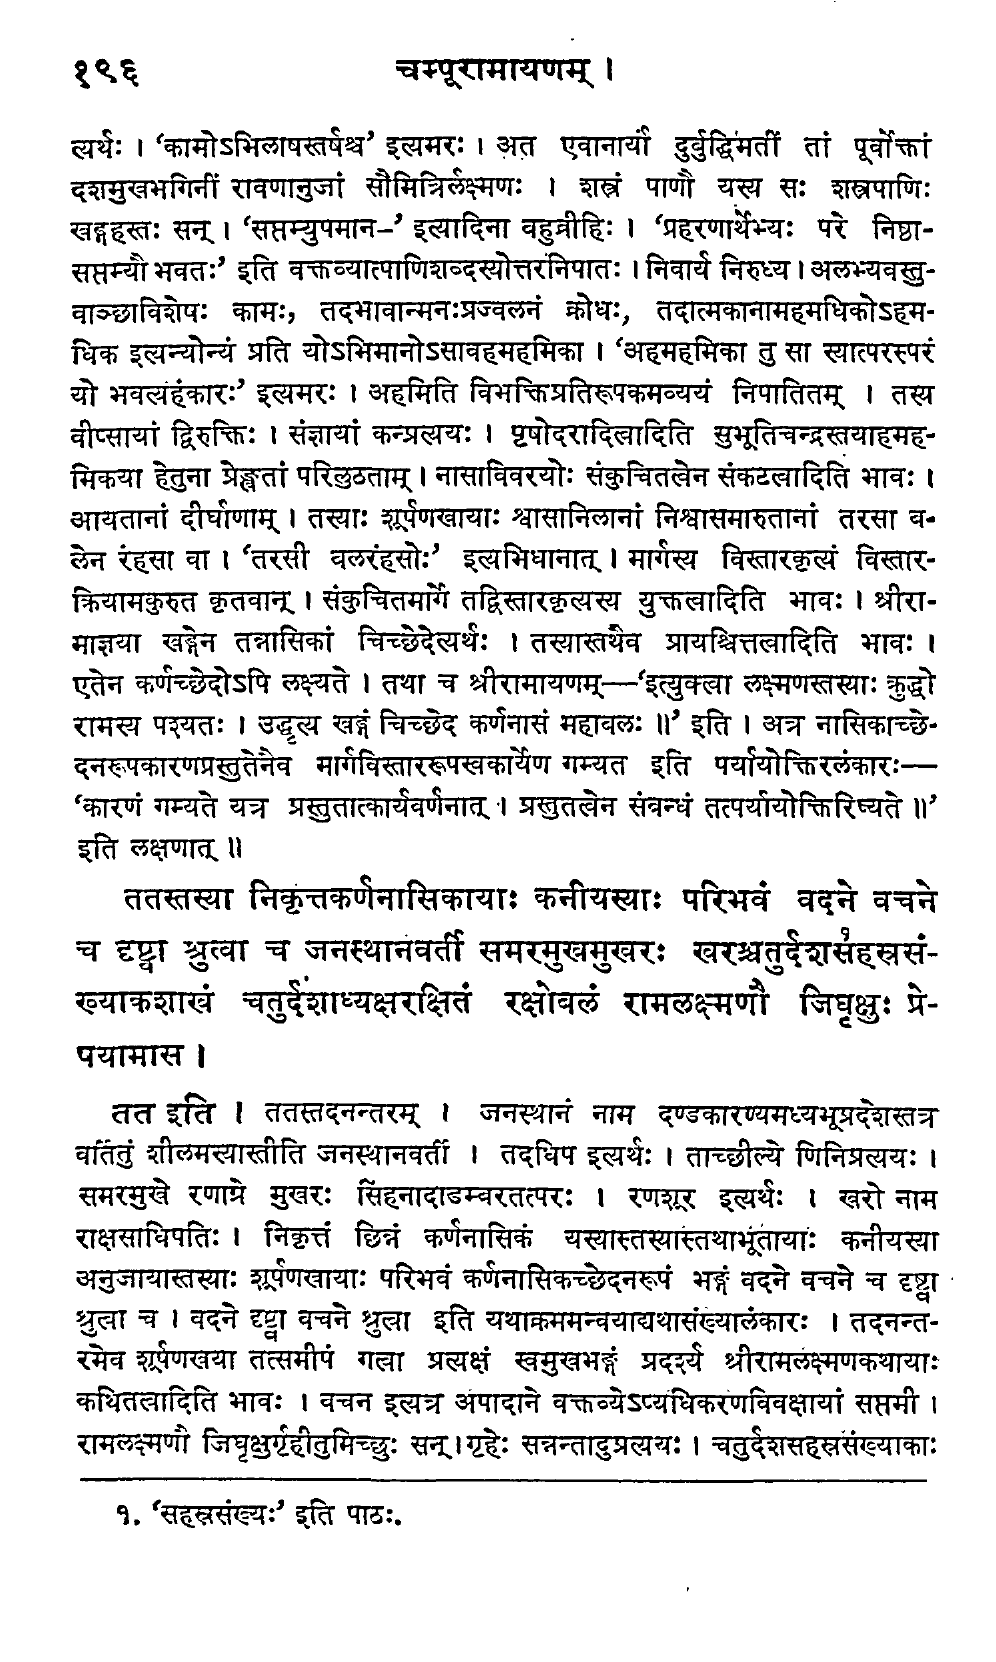 १९६ चम्पूरामायणम् ।
त्यर्थः । ‘कामोऽभिलाषस्तर्षश्च’ इत्यमरः । अत एवानार्यां दुर्बुद्धिमतीं तां पूर्वोक्तां
दशमुखभगिनीं रावणानुजां सौमित्रिर्लक्ष्मणः । शस्त्रं पाणौ यस्य सः शस्त्रपाणिः
खड्गहस्तः सन् । ‘सप्तम्युपमान–’ इत्यादिना बहुव्रीहिः । ‘प्रहरणार्थेभ्यः परे निष्ठा-
सप्तम्यौ भवतः’ इति वक्तव्यात्पाणिशब्दस्योत्तरनिपातः । निवार्य निरुध्य । अलभ्यवस्तु-
वाञ्छाविशेषः कामः, तदभावान्मनःप्रज्वलनं क्रोधः, तदात्मकानामहमधिकोऽहम-
धिक इत्यन्योन्यं प्रति योऽभिमानोऽसावहमहमिका । ‘अहमहमिका तु सा स्यात्परस्परं
यो भवत्यहंकारः’ इत्यमरः । अहमिति विभक्तिप्रतिरूपकमव्ययं निपातितम् । तस्य
वीप्सायां द्विरुक्तिः । संज्ञायां कन्प्रत्ययः । पृषोदरादित्वादिति सुभूतिचन्द्रस्तयाहमह-
मिकया हेतुना प्रेङ्खतां परिलुठताम् । नासाविवरयोः संकुचितत्वेन संकटत्वादिति भावः ।
आयतानां दीर्घाणाम् । तस्याः शूर्पणखायाः श्वासानिलानां निश्वासमारुतानां तरसा ब-
लेन रंहसा वा । ‘तरसी बलरंहसोः’ इत्यभिधानात् । मार्गस्य विस्तारकृत्यं विस्तार-
क्रियामकुरुत कृतवान् । संकुचितमार्गे तद्विस्तारकृत्यस्य युक्तत्वादिति भावः । श्रीरा-
माज्ञया खड्गेन तन्नासिकां चिच्छेदेत्यर्थः । तस्यास्तथैव प्रायश्चित्तत्वादिति भावः ।
एतेन कर्णच्छेदोऽपि लक्ष्यते । तथा च श्रीरामायणम्—‘इत्युक्त्वा लक्ष्मणस्तस्याः क्रुद्धो
रामस्य पश्यतः । उद्धृत्य खड्गं चिच्छेद कर्णनासं महाबलः ॥’ इति । अत्र नासिकाच्छे-
दनरूपकारणप्रस्तुतेनैव मार्गविस्ताररूपस्वकार्येण गम्यत इति पर्यायोक्तिरलंकारः—
‘कारणं गम्यते यत्र प्रस्तुतात्कार्यवर्णनात् । प्रस्तुतत्वेन संबन्धं तत्पर्यायोक्तिरिष्यते ॥’
इति लक्षणात् ॥
ततस्तस्या निकृत्तकर्णनासिकायाः कनीयस्याः परिभवं वदने वचने
च दृष्ट्वा श्रुत्वा च जनस्थानवर्ती समरमुखमुखरः खरश्चतुर्दशसहस्रसं-
ख्याकशाखं चतुर्दशाध्यक्षरक्षितं रक्षोबलं रामलक्ष्मणौ जिघृक्षुः प्रे-
षयामास ।
तत इति । ततस्तदनन्तरम् । जनस्थानं नाम दण्डकारण्यमध्यभूप्रदेशस्तत्र
वर्तितुं शीलमस्यास्तीति जनस्थानवर्ती । तदधिप इत्यर्थः । ताच्छील्ये णिनिप्रत्ययः ।
समरमुखे रणाग्रे मुखरः सिंहनादाडम्बरतत्परः । रणशूर इत्यर्थः । खरो नाम
राक्षसाधिपतिः । निकृत्तं छिन्नं कर्णनासिकं यस्यास्तस्यास्तथाभूतायाः कनीयस्या
अनुजायास्तस्याः शूर्पणखायाः परिभवं कर्णनासिकच्छेदनरूपं भङ्गं वदने वचने च दृष्ट्वा
श्रुत्वा च । वदने दृष्ट्वा वचने श्रुत्वा इति यथाक्रममन्वयाद्यथासंख्यालंकारः । तदनन्त-
रमेव शूर्पणखया तत्समीपं गत्वा प्रत्यक्षं स्वमुखभङ्गं प्रदर्श्य श्रीरामलक्ष्मणकथायाः
कथितत्वादिति भावः । वचन इत्यत्र अपादाने वक्तव्येऽप्यधिकरणविवक्षायां सप्तमी ।
रामलक्ष्मणौ जिघृक्षुर्गृहीतुमिच्छुः सन् । गृहेः सन्नन्तादुप्रत्ययः । चतुर्दशसहस्रसंख्याकाः
१. ‘सहस्रसंख्यः’ इति पाठः.